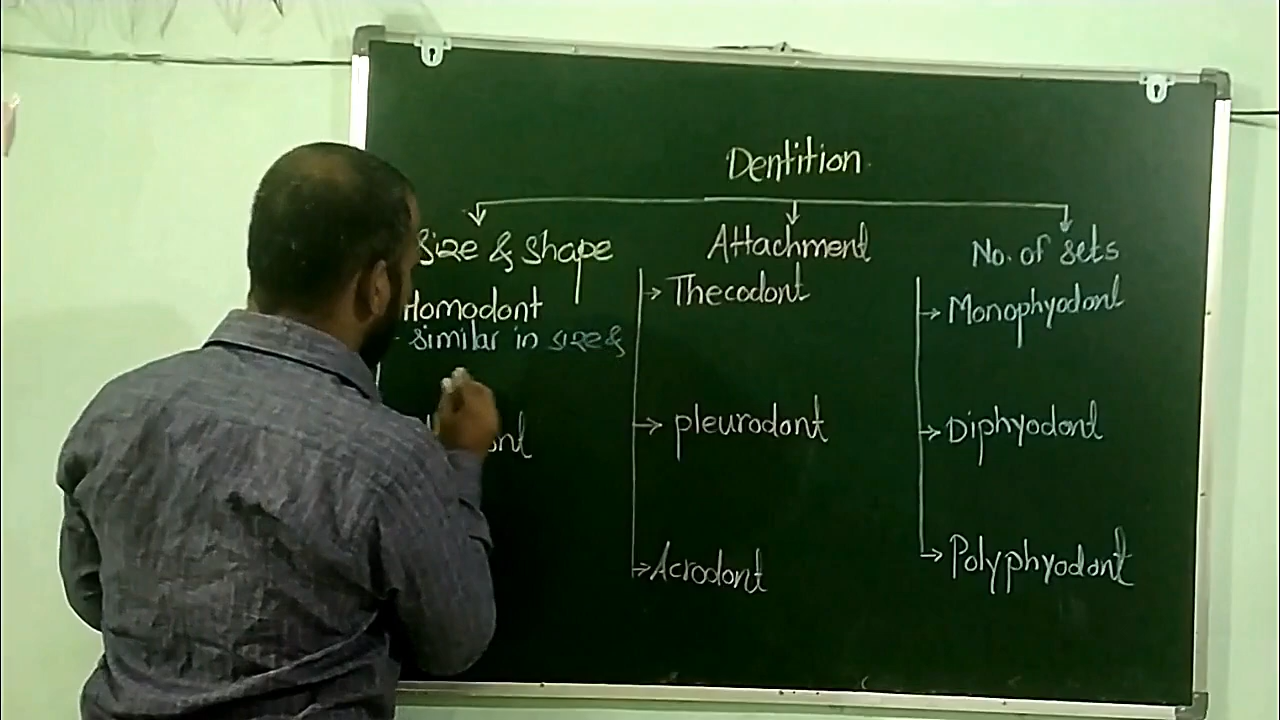 Dentition
Size & Shape
Homodont
- Similar in size &
Attachment
Thecodont
pleurodont
Acrodont
No. of Sets
Monophyodont
Diphyodont
Polyphyodont